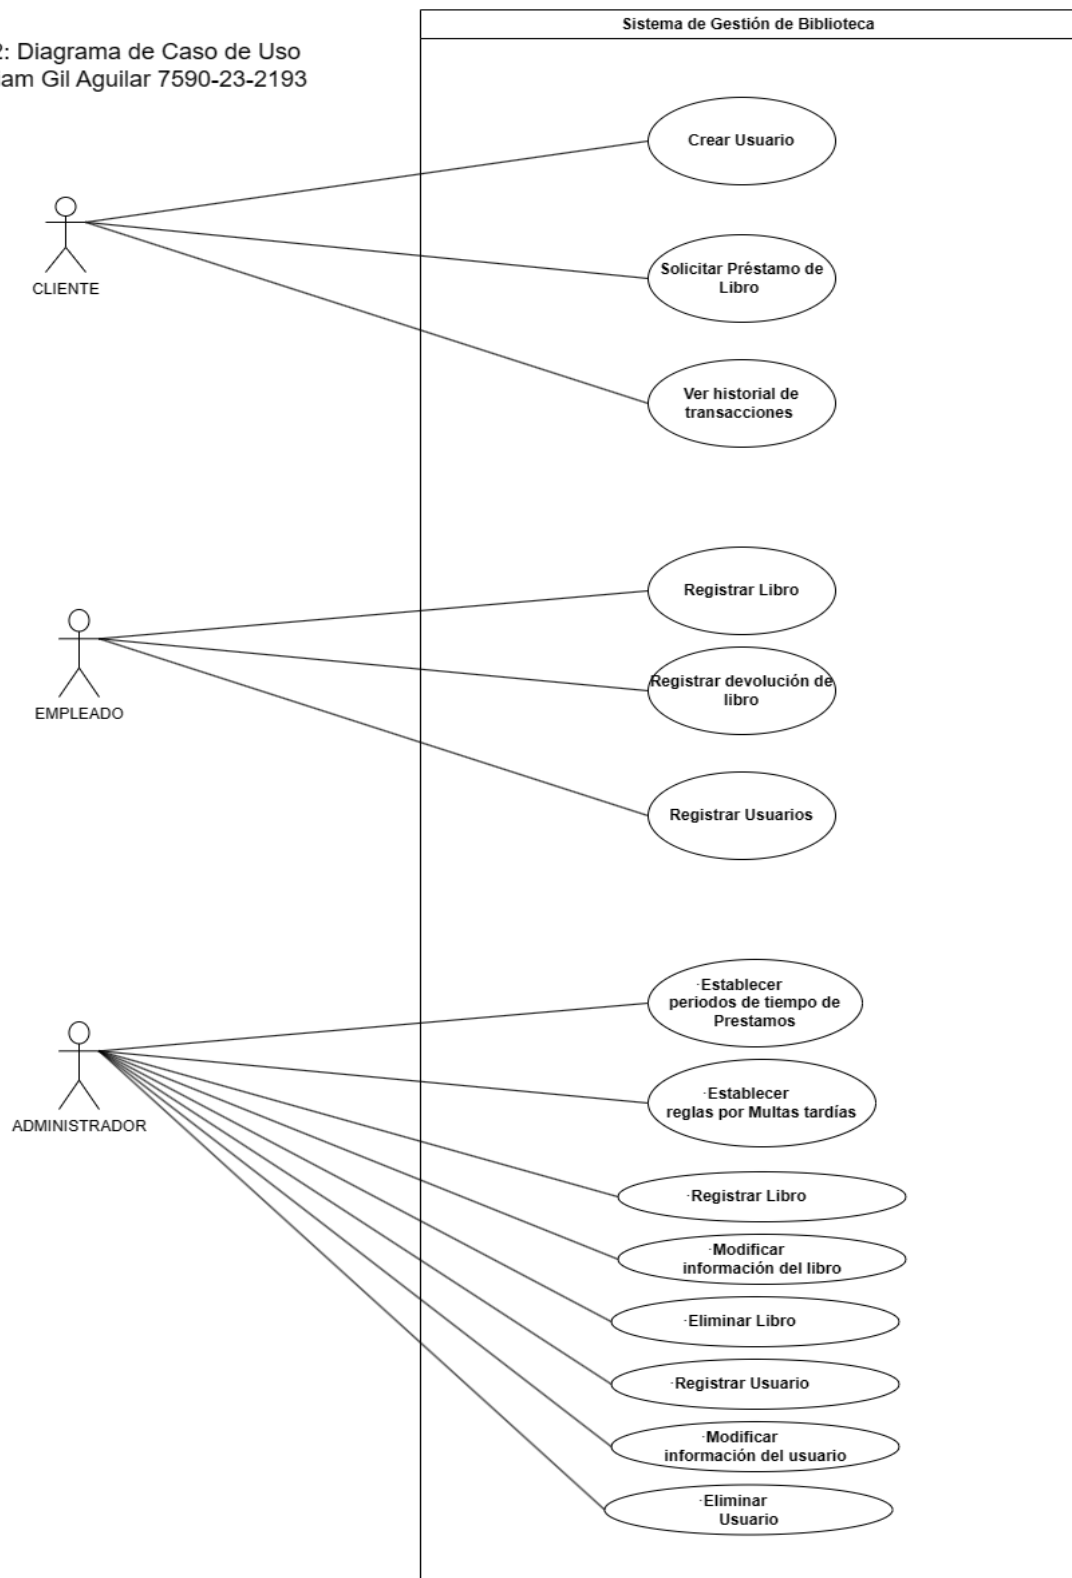 Sistema de Gestión de Biblioteca
2: Diagrama de Caso de Uso
am Gil Aguilar 7590-23-2193
Crear Usuario
Solicitar Préstamo de
Libro
CLIENTE
Ver historial de
transacciones
Registrar Libro
Registrar devolución de
libro
EMPLEADO
Registrar Usuarios
·Establecer
periodos de tiempo de
Prestamos
·Establecer
reglas por Multas tardías
ADMINISTRADOR
·Registrar Libro
·Modificar
información del libro
·Eliminar Libro
·Registrar Usuario
·Modificar
información del usuario
·Eliminar
Usuario